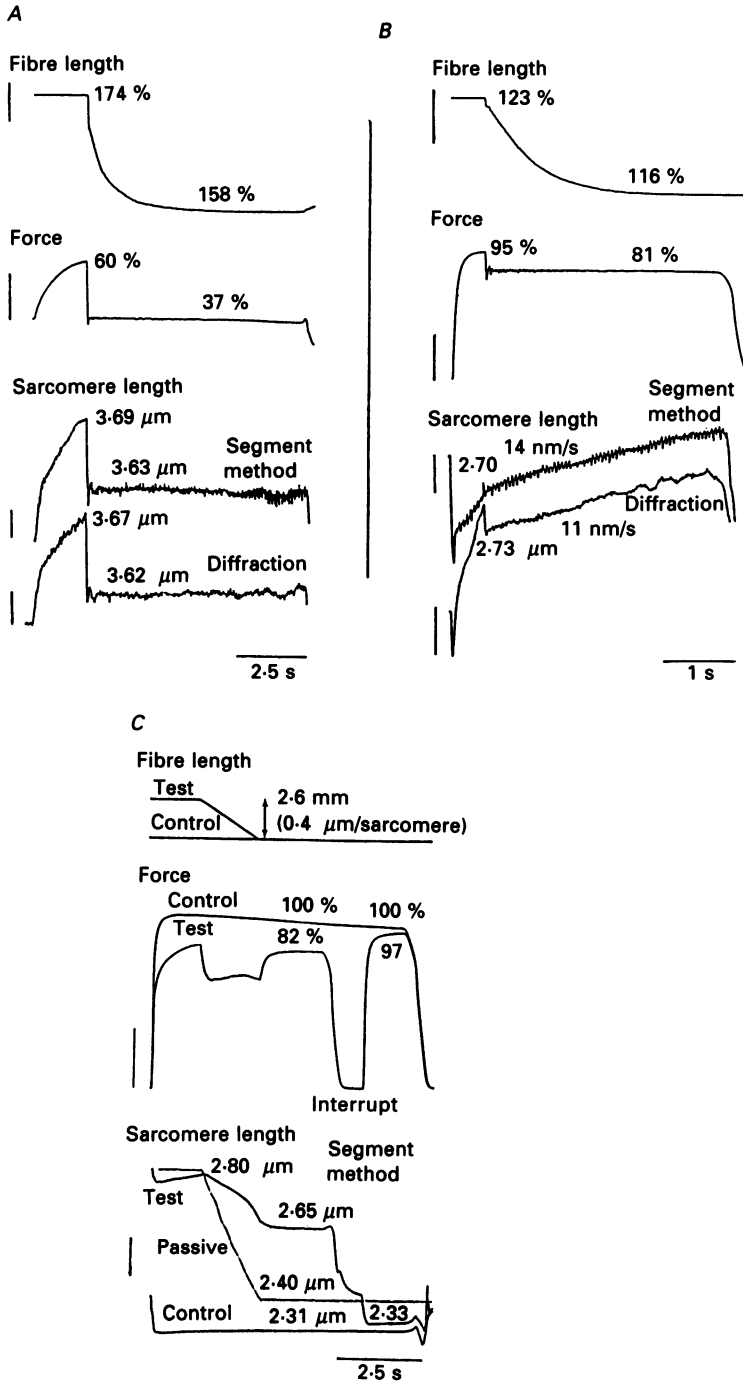 A
Fibre length
174 %
158 %
Force
60 %
37 %
Sarcomere length
3·69 μm
Segment
method
3·63 μm
3·67 μm
Diffraction
3·62 μm
2·5 s
B
Fibre length
123 %
116 %
Force
95 %
81 %
Segment
method
Sarcomere length
14 nm/s
2·70
Diffraction
11 nm/s
2·73 μm
1 s
C
Fibre length
Test
2·6 mm
Control
(0·4 μm/sarcomere)
Force
Control
100 %
100 %
Test
82 %
97
Interrupt
Sarcomere length
Segment
method
2·80 μm
Test
2·65 μm
Passive
2·40 μm
Control
2·31 μm
2·33
2·5 s